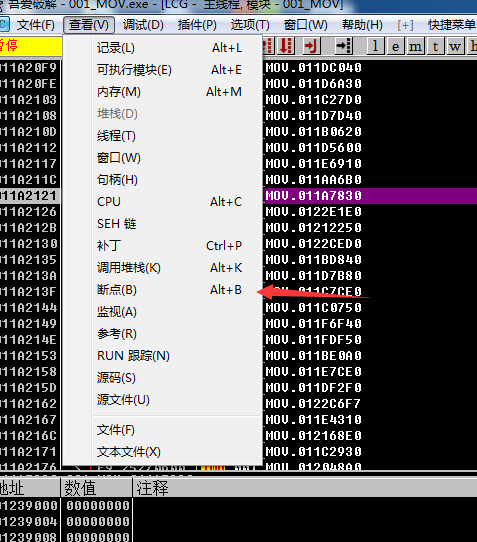 吾爱破解 - 001_MOV.exe - [LCG - 主线程, 模块 - 001_MOV]
C 文件(F) 查看(V) 调试(D) 插件(P) 选项(T) 窗口(W) 帮助(H) [+] 快捷菜单
暂停 l e m t w h
011A20F9 MOV.011DC040
011A20FE MOV.011D6A30
011A2103 MOV.011C27D0
011A2108 MOV.011D7D40
011A210D MOV.011B0620
011A2112 MOV.011D5600
011A2117 MOV.011E6910
011A211C MOV.011AA6B0
011A2121 MOV.011A7830
011A2126 MOV.0122E1E0
011A212B MOV.01212250
011A2130 MOV.0122CED0
011A2135 MOV.011BD840
011A213A MOV.011D7B80
011A213F MOV.011C7CE0
011A2144 MOV.011C0750
011A2149 MOV.011F6F40
011A214E MOV.011FDF50
011A2153 MOV.011BE0A0
011A2158 MOV.011E7CE0
011A215D MOV.011DF2F0
011A2162 MOV.0122C6F7
011A2167 MOV.011E4310
011A216C MOV.012168E0
011A2171 MOV.011C2930
011A2176 MOV.012048A0
记录(L) Alt+L
可执行模块(E) Alt+E
内存(M) Alt+M
堆栈(D)
线程(T)
窗口(W)
句柄(H)
CPU Alt+C
SEH 链
补丁 Ctrl+P
调用堆栈(K) Alt+K
断点(B) Alt+B
监视(A)
参考(R)
RUN 跟踪(N)
源码(S)
源文件(U)
文件(F)
文本文件(X)
地址 数值 注释
01239000 00000000
01239004 00000000
01239008 00000000